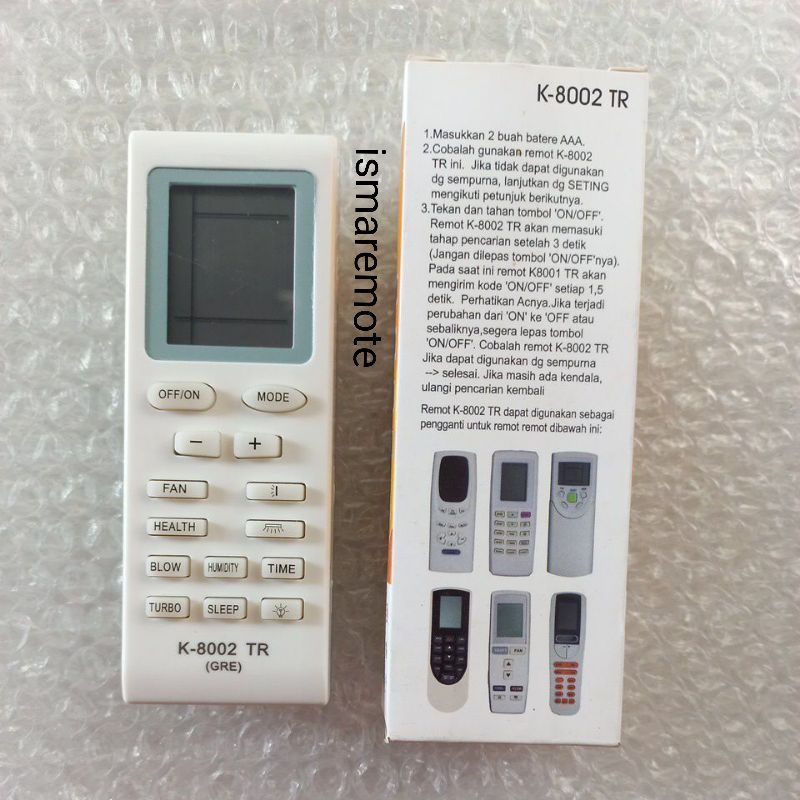 K-8002 TR
1.Masukkan 2 buah batere AAA.
2.Cobalah gunakan remot K-8002
TR ini. Jika tidak dapat digunakan
dg sempurna, lanjutkan dg SETING
mengikuti petunjuk berikutnya.
3.Tekan dan tahan tombol 'ON/OFF'.
Remot K-8002 TR akan memasuki
tahap pencarian setelah 3 detik
(Jangan dilepas tombol 'ON/OFF'nya).
Pada saat ini remot K8001 TR akan
mengirim kode 'ON/OFF' setiap 1,5
detik. Perhatikan Acnya.Jika terjadi
perubahan dari 'ON' ke 'OFF atau
sebaliknya,segera lepas tombol
'ON/OFF'. Cobalah remot K-8002 TR
Jika dapat digunakan dg sempurna
--> selesai. Jika masih ada kendala,
ulangi pencarian kembali
Remot K-8002 TR dapat digunakan sebagai
pengganti untuk remot remot dibawah ini:
ismaremote
OFF/ON
MODE
− +
FAN
HEALTH
BLOW HUMIDITY TIME
TURBO SLEEP
K-8002 TR
(GRE)